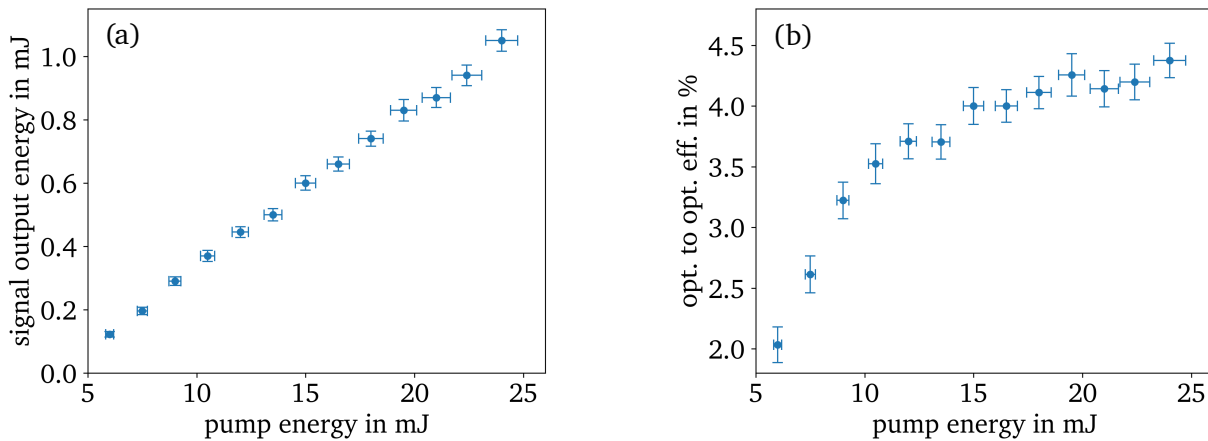 (a)
signal output energy in mJ
1.0
0.8
0.6
0.4
0.2
0.0
5 10 15 20 25
pump energy in mJ
(b)
opt. to opt. eff. in %
4.5
4.0
3.5
3.0
2.5
2.0
5 10 15 20 25
pump energy in mJ